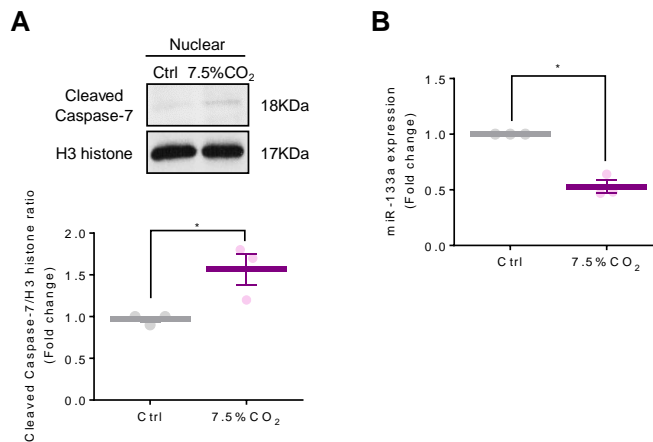 A
Nuclear
Ctrl 7.5%CO2
Cleaved
Caspase-7
18KDa
H3 histone
17KDa
Cleaved Caspase-7/H3 histone ratio
(Fold change)
2.0
1.5
1.0
0.5
0.0
*
Ctrl
7.5%CO2
B
miR-133a expression
(Fold change)
1.5
1.0
0.5
0.0
*
Ctrl
7.5%CO2